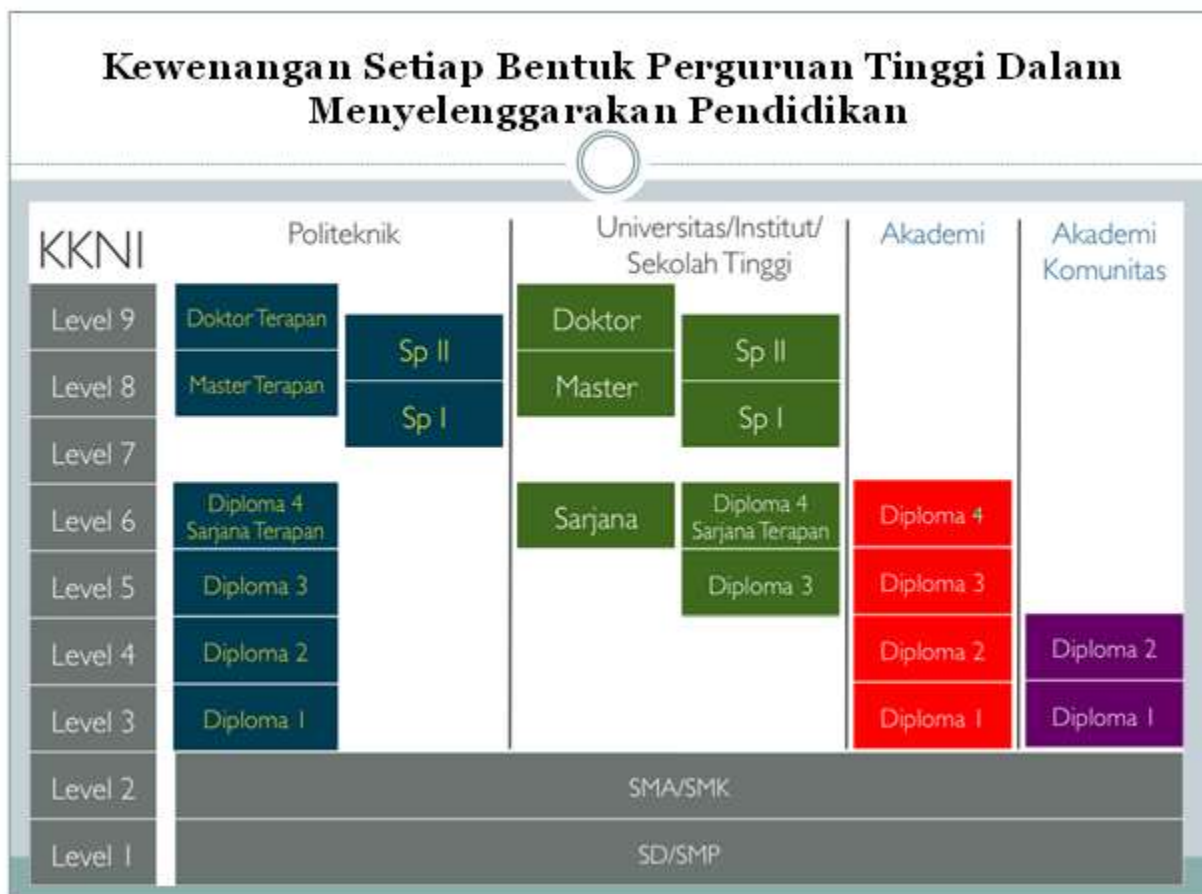 Kewenangan Setiap Bentuk Perguruan Tinggi Dalam
Menyelenggarakan Pendidikan
KKNI
Politeknik
Universitas/Institut/
Sekolah Tinggi
Akademi
Akademi
Komunitas
Level 9
Doktor Terapan
Sp II
Doktor
Sp II
Level 8
Master Terapan
Sp I
Master
Sp I
Level 7
Level 6
Diploma 4
Sarjana Terapan
Sarjana
Diploma 4
Sarjana Terapan
Diploma 4
Level 5
Diploma 3
Diploma 3
Diploma 3
Level 4
Diploma 2
Diploma 2
Diploma 2
Level 3
Diploma 1
Diploma 1
Diploma 1
Level 2
SMA/SMK
Level 1
SD/SMP